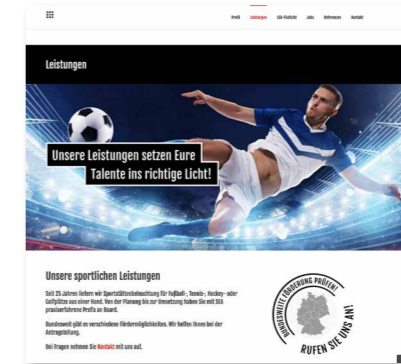 Profil Leistungen LED-Flutlicht Jobs Referenzen Kontakt
Leistungen
Unsere Leistungen setzen Eure
Talente ins richtige Licht!
Unsere sportlichen Leistungen
Seit 25 Jahren liefern wir Sportstättenbeleuchtung für Fußball-, Tennis-, Hockey- oder
Golfplätze aus einer Hand. Von der Planung bis zur Umsetzung haben Sie mit SEA
praxiserfahrene Profis an Board.
Bundesweit gibt es verschiedene Fördermöglichkeiten. Wir helfen Ihnen bei der
Antragstellung.
Bei Fragen nehmen Sie Kontakt mit uns auf.
BUNDESWEITE FÖRDERUNG PRÜFEN!
RUFEN SIE UNS AN!